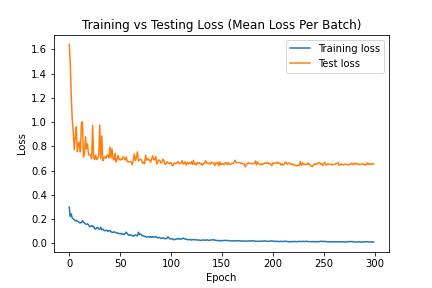 Training vs Testing Loss (Mean Loss Per Batch)
Training loss
Test loss
Loss
1.6
1.4
1.2
1.0
0.8
0.6
0.4
0.2
0.0
0 50 100 150 200 250 300
Epoch